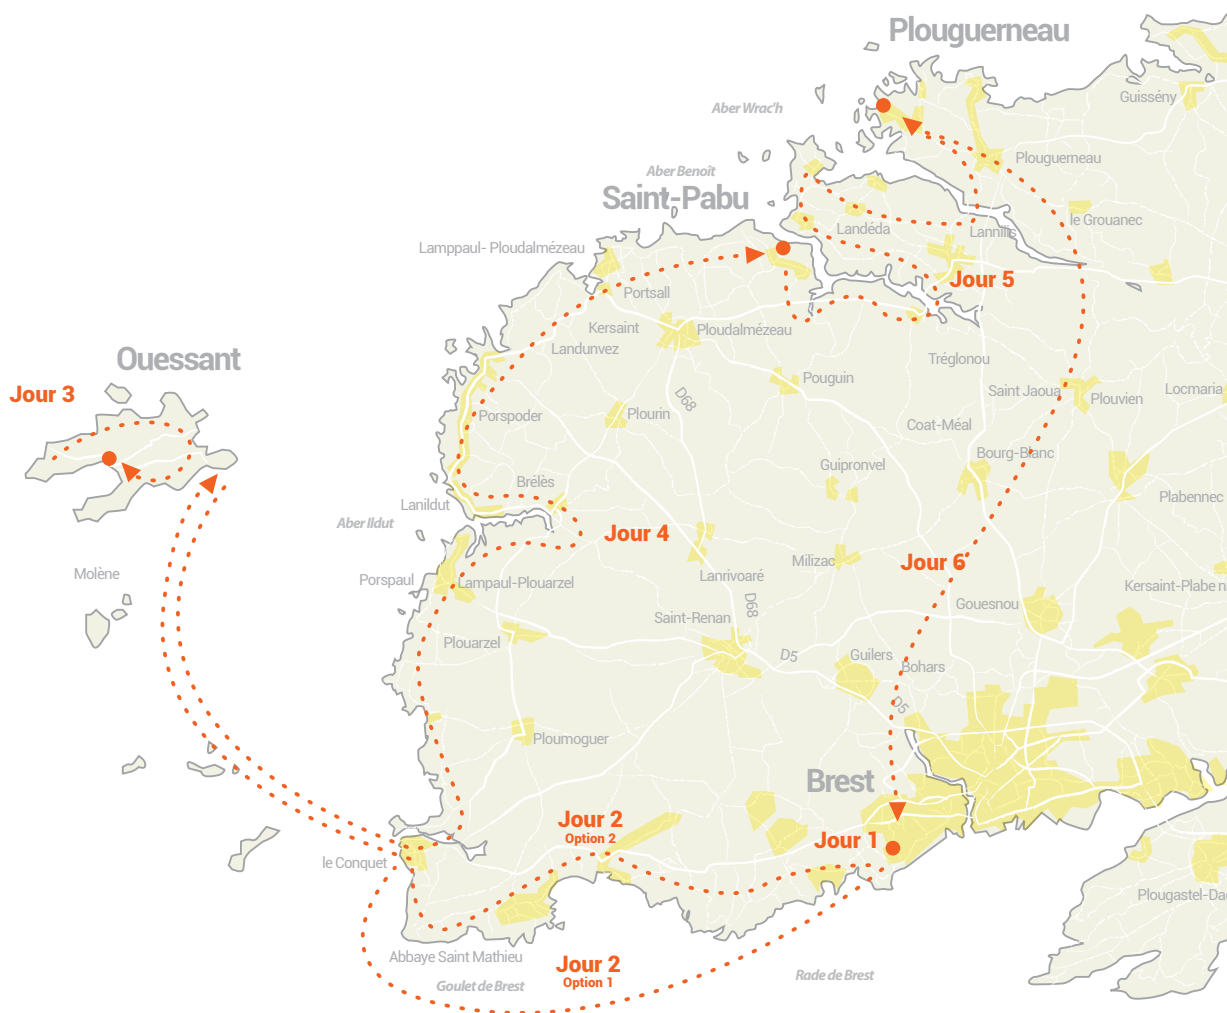 Plouguerneau
Guissény
Aber Wrac'h
Plouguerneau
Aber Benoît
Saint-Pabu
le Grouanec
Landéda
Lannilis
Lamppaul- Ploudalmézeau
Jour 5
Portsall
Kersaint
Ploudalmézeau
Landunvez
Ouessant
Tréglonou
Pouguin
Jour 3
Saint Jaoua
Plouvien
Locmaria
D68
Porspoder
Plourin
Coat-Méal
Bourg-Blanc
Guipronvel
Brélès
Plabennec
Lanildut
Aber Ildut
Jour 4
Milizac
Jour 6
Molène
Porspaul
Lampaul-Plouarzel
Lanrivoaré
Kersaint-Plabe n
D68
Gouesnou
Saint-Renan
Plouarzel
D5
Guilers
Bohars
D5
Ploumoguer
Brest
Jour 2
Option 2
Jour 1
le Conquet
Plougastel-Dao
Abbaye Saint Mathieu
Jour 2
Option 1
Goulet de Brest
Rade de Brest